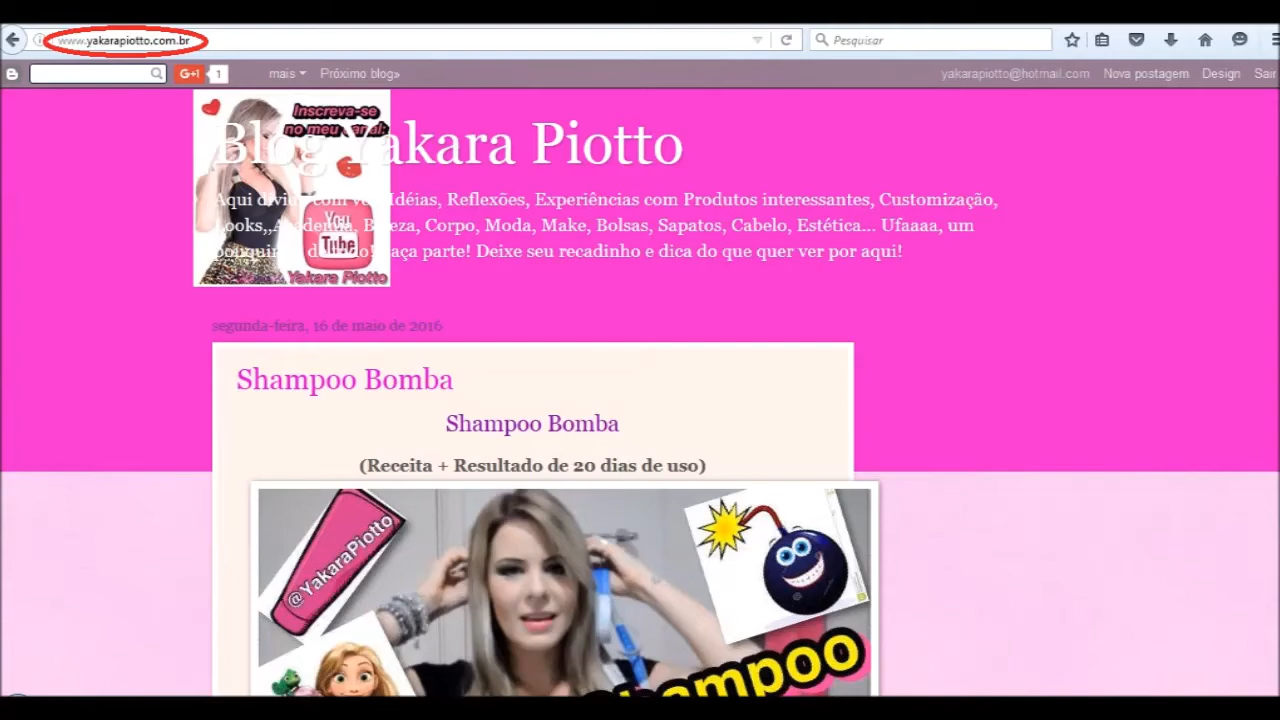 www.yakarapiotto.com.br
Pesquisar
G+1 1
mais Próximo blog»
yakarapiotto@hotmail.com Nova postagem Design Sair
Inscreva-se
no meu canal:
Blog Yakara Piotto
Aqui divido com Idéias, Reflexões, Experiências com Produtos interessantes, Customização,
Looks,,Academia, Beleza, Corpo, Moda, Make, Bolsas, Sapatos, Cabelo, Estética... Ufaaaa, um
pouquinho de tudo! Faça parte! Deixe seu recadinho e dica do que quer ver por aqui!
You
Tube
Yakara Piotto
segunda-feira, 16 de maio de 2016
Shampoo Bomba
Shampoo Bomba
(Receita + Resultado de 20 dias de uso)
@YakaraPiotto
Shampoo